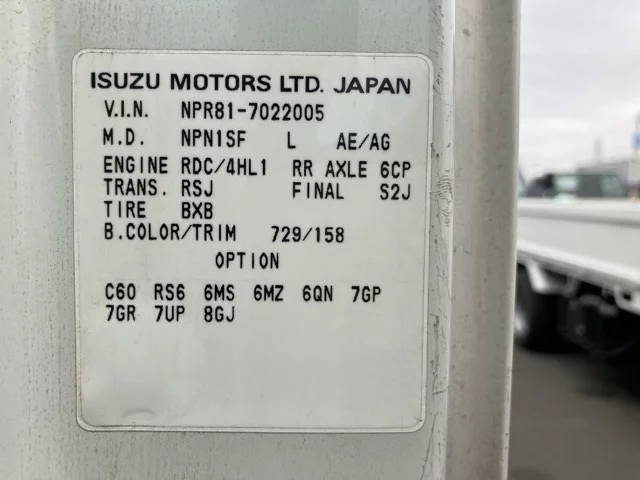 ISUZU MOTORS LTD. JAPAN
V.I.N. NPR81-7022005
M.D. NPN1SF L AE/AG
ENGINE RDC/4HL1 RR AXLE 6CP
TRANS. RSJ FINAL S2J
TIRE BXB
B.COLOR/TRIM 729/158
OPTION
C60 RS6 6MS 6MZ 6QN 7GP
7GR 7UP 8GJ